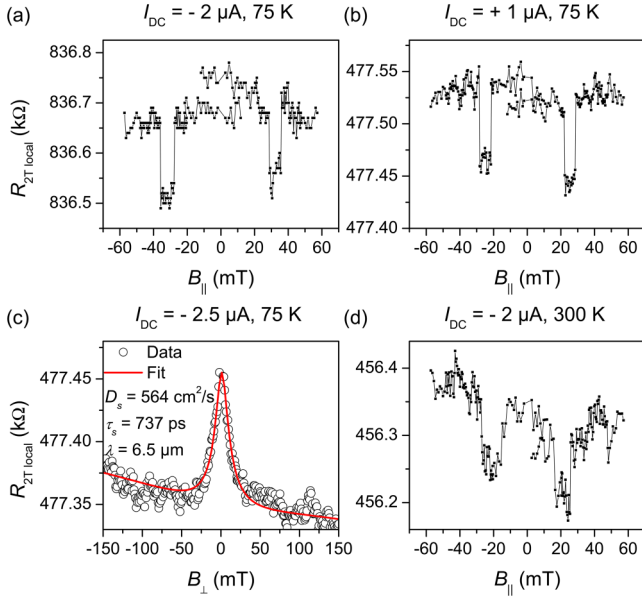 (a)
I_DC = - 2 µA, 75 K
836.8
836.7
836.6
836.5
R_2T local (kΩ)
-60 -40 -20 0 20 40 60
B_|| (mT)
(b)
I_DC = + 1 µA, 75 K
477.55
477.50
477.45
477.40
-60 -40 -20 0 20 40 60
B_|| (mT)
(c)
I_DC = - 2.5 µA, 75 K
Data
Fit
D_s = 564 cm²/s
τ_s = 737 ps
λ = 6.5 µm
477.45
477.40
477.35
R_2T local (kΩ)
-150 -100 -50 0 50 100 150
B_⊥ (mT)
(d)
I_DC = - 2 µA, 300 K
456.4
456.3
456.2
-60 -40 -20 0 20 40 60
B_|| (mT)